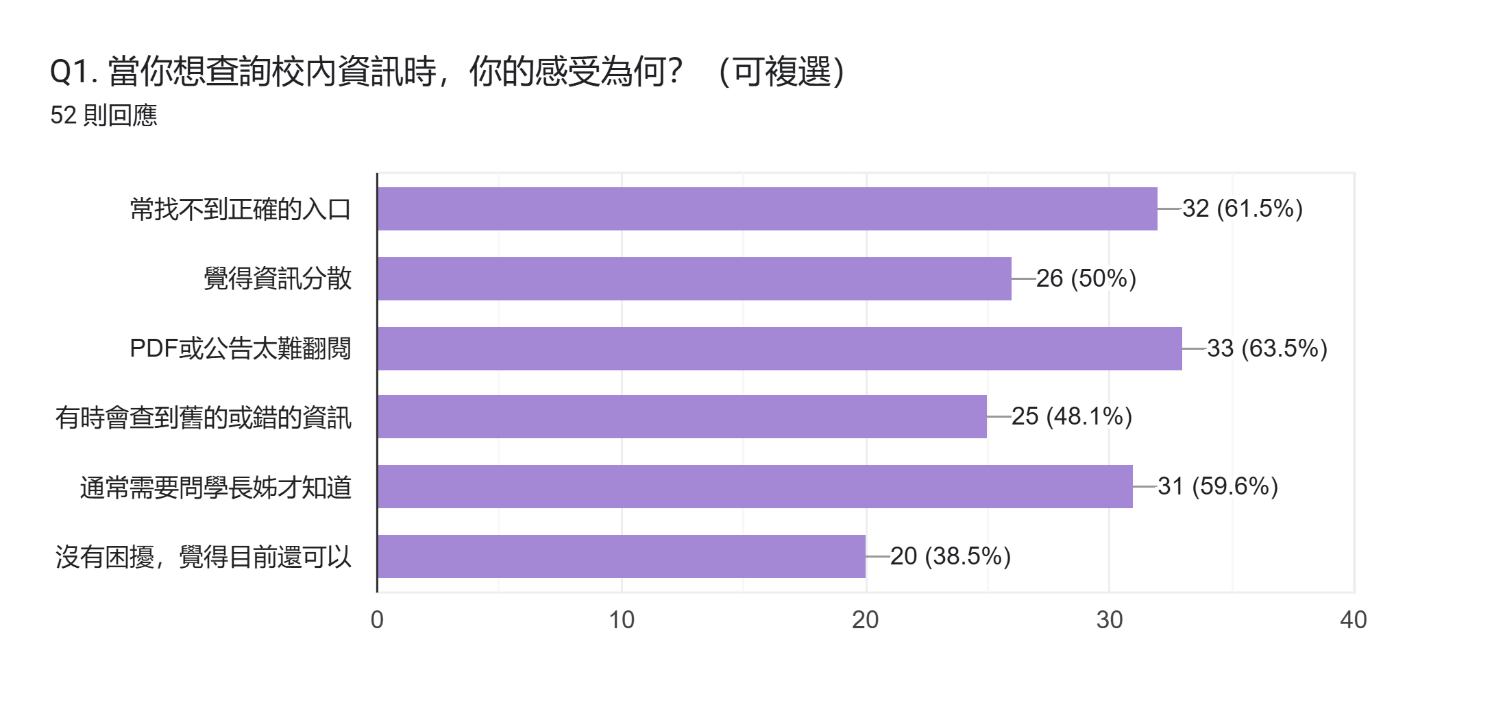 Q1. 當你想查詢校內資訊時，你的感受為何？（可複選）
52 則回應
常找不到正確的入口
32 (61.5%)
覺得資訊分散
26 (50%)
PDF或公告太難翻閱
33 (63.5%)
有時會查到舊的或錯的資訊
25 (48.1%)
通常需要問學長姊才知道
31 (59.6%)
沒有困擾，覺得目前還可以
20 (38.5%)
0 10 20 30 40